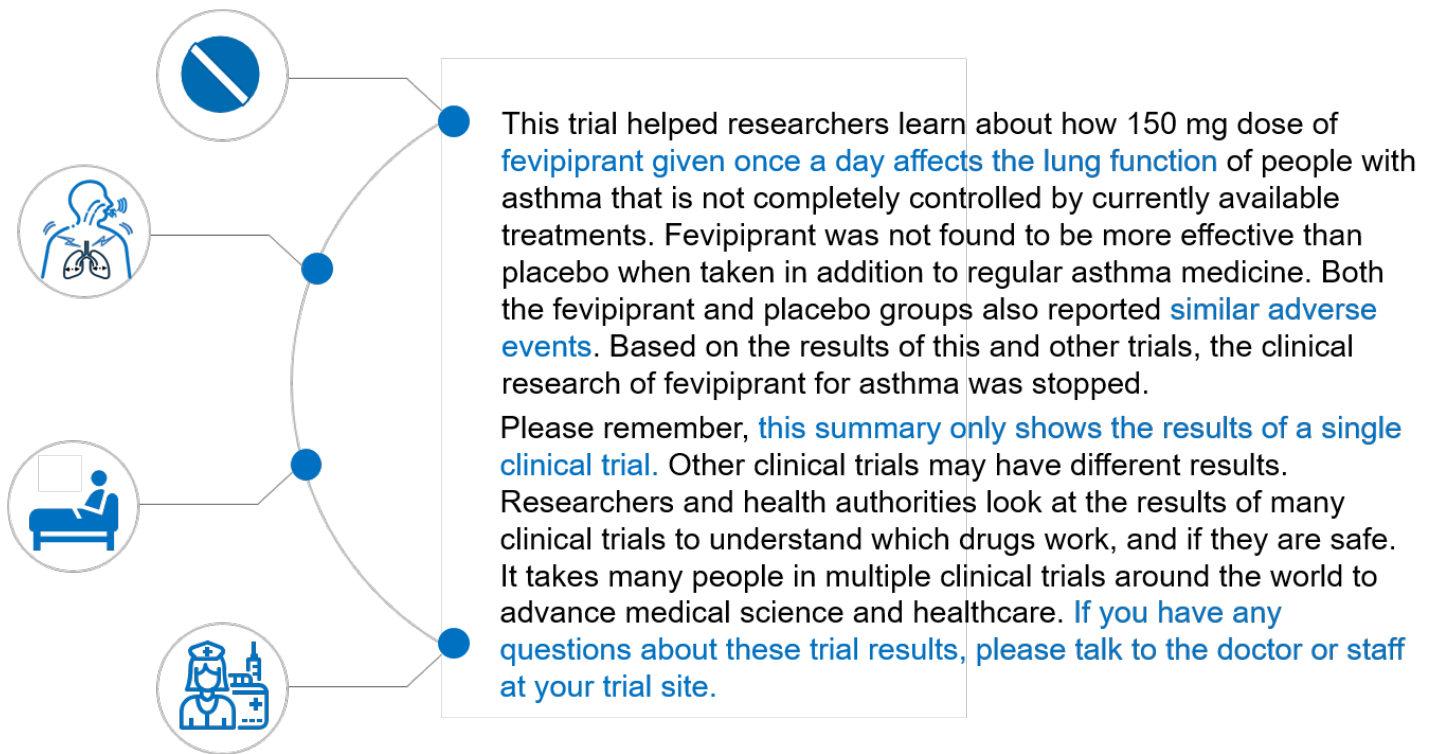 This trial helped researchers learn about how 150 mg dose of
fevipiprant given once a day affects the lung function of people with
asthma that is not completely controlled by currently available
treatments. Fevipiprant was not found to be more effective than
placebo when taken in addition to regular asthma medicine. Both
the fevipiprant and placebo groups also reported similar adverse
events. Based on the results of this and other trials, the clinical
research of fevipiprant for asthma was stopped.
Please remember, this summary only shows the results of a single
clinical trial. Other clinical trials may have different results.
Researchers and health authorities look at the results of many
clinical trials to understand which drugs work, and if they are safe.
It takes many people in multiple clinical trials around the world to
advance medical science and healthcare. If you have any
questions about these trial results, please talk to the doctor or staff
at your trial site.